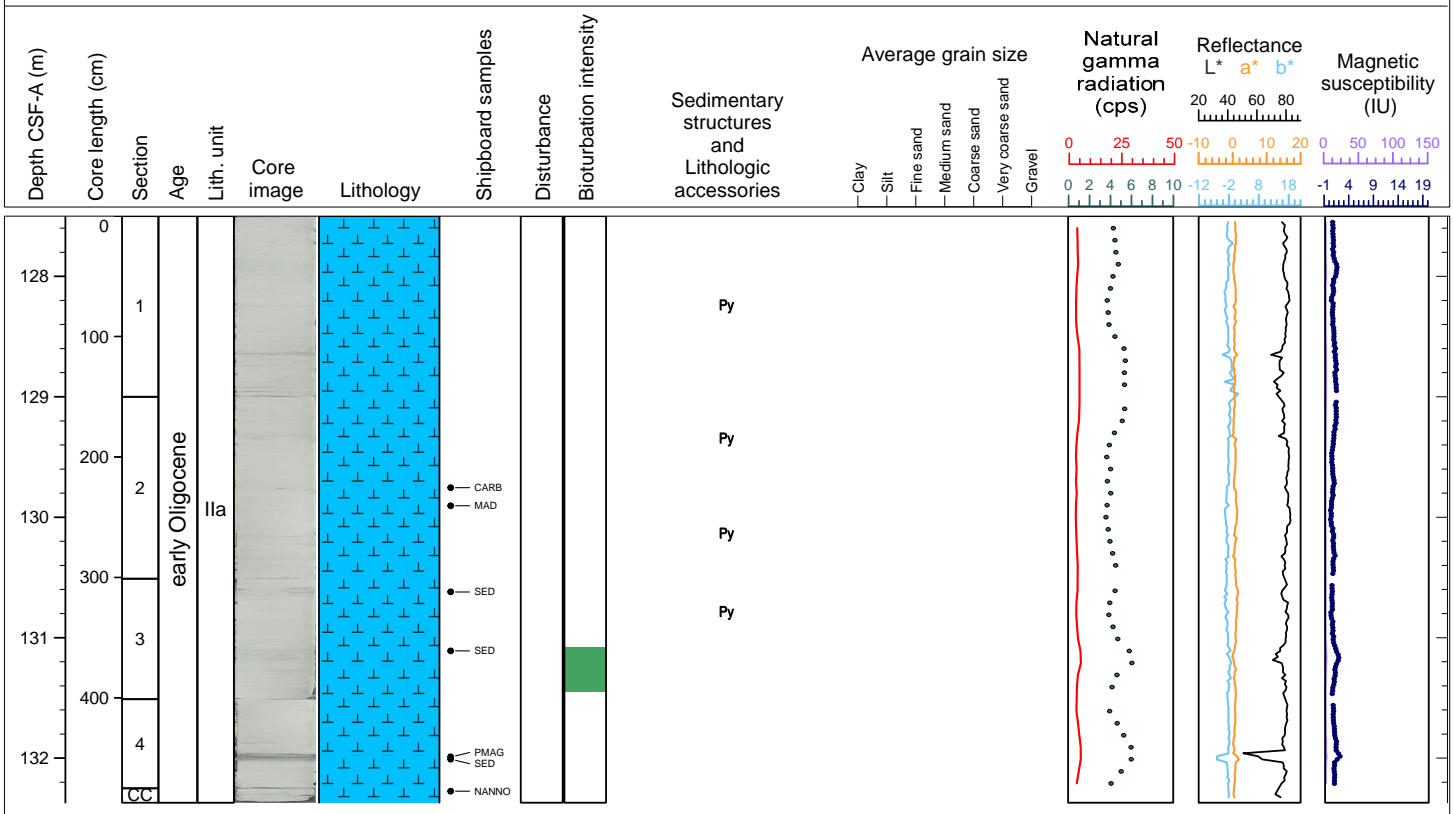 Depth CSF-A (m)
Core length (cm)
Section
Age
Lith. unit
Core
image
Lithology
Shipboard samples
Disturbance
Bioturbation intensity
Sedimentary
structures
and
Lithologic
accessories
Average grain size
Clay
Silt
Fine sand
Medium sand
Coarse sand
Very coarse sand
Gravel
Natural
gamma
radiation
(cps)
0 25 50
0 2 4 6 8 10
Reflectance
L* a* b*
20 40 60 80
-10 0 10 20
-12 -2 8 18
Magnetic
susceptibility
(IU)
0 50 100 150
-1 4 9 14 19
0
128
1
Py
100
129
Py
200
2
CARB
MAD
early Oligocene
IIa
130
Py
300
SED
Py
131
3
SED
400
4
PMAG
132
SED
NANNO
CC